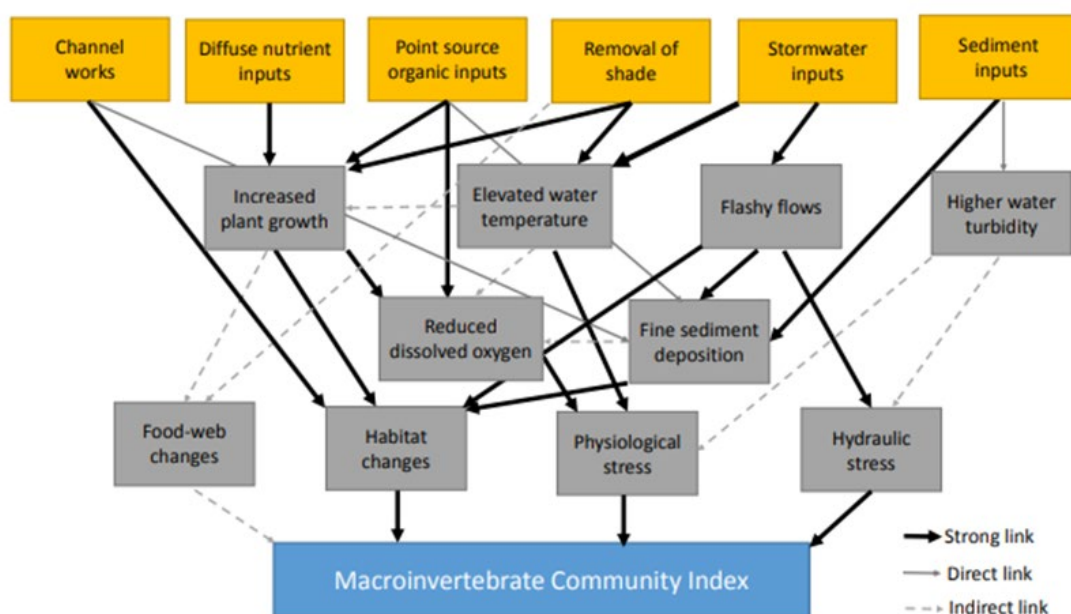 Channel
works
Diffuse nutrient
inputs
Point source
organic inputs
Removal of
shade
Stormwater
inputs
Sediment
inputs
Increased
plant growth
Elevated water
temperature
Flashy flows
Higher water
turbidity
Reduced
dissolved oxygen
Fine sediment
deposition
Food-web
changes
Habitat
changes
Physiological
stress
Hydraulic
stress
Macroinvertebrate Community Index
Strong link
Direct link
Indirect link